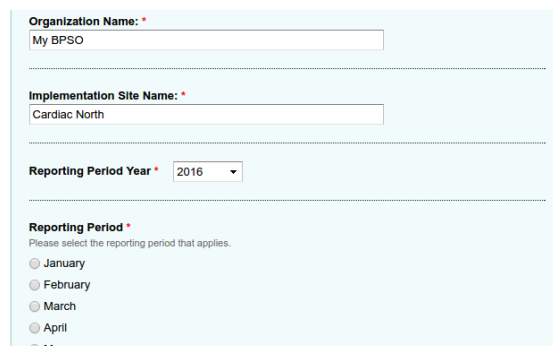 Organization Name: *
My BPSO
Implementation Site Name: *
Cardiac North
Reporting Period Year * 2016
Reporting Period *
Please select the reporting period that applies.
January
February
March
April